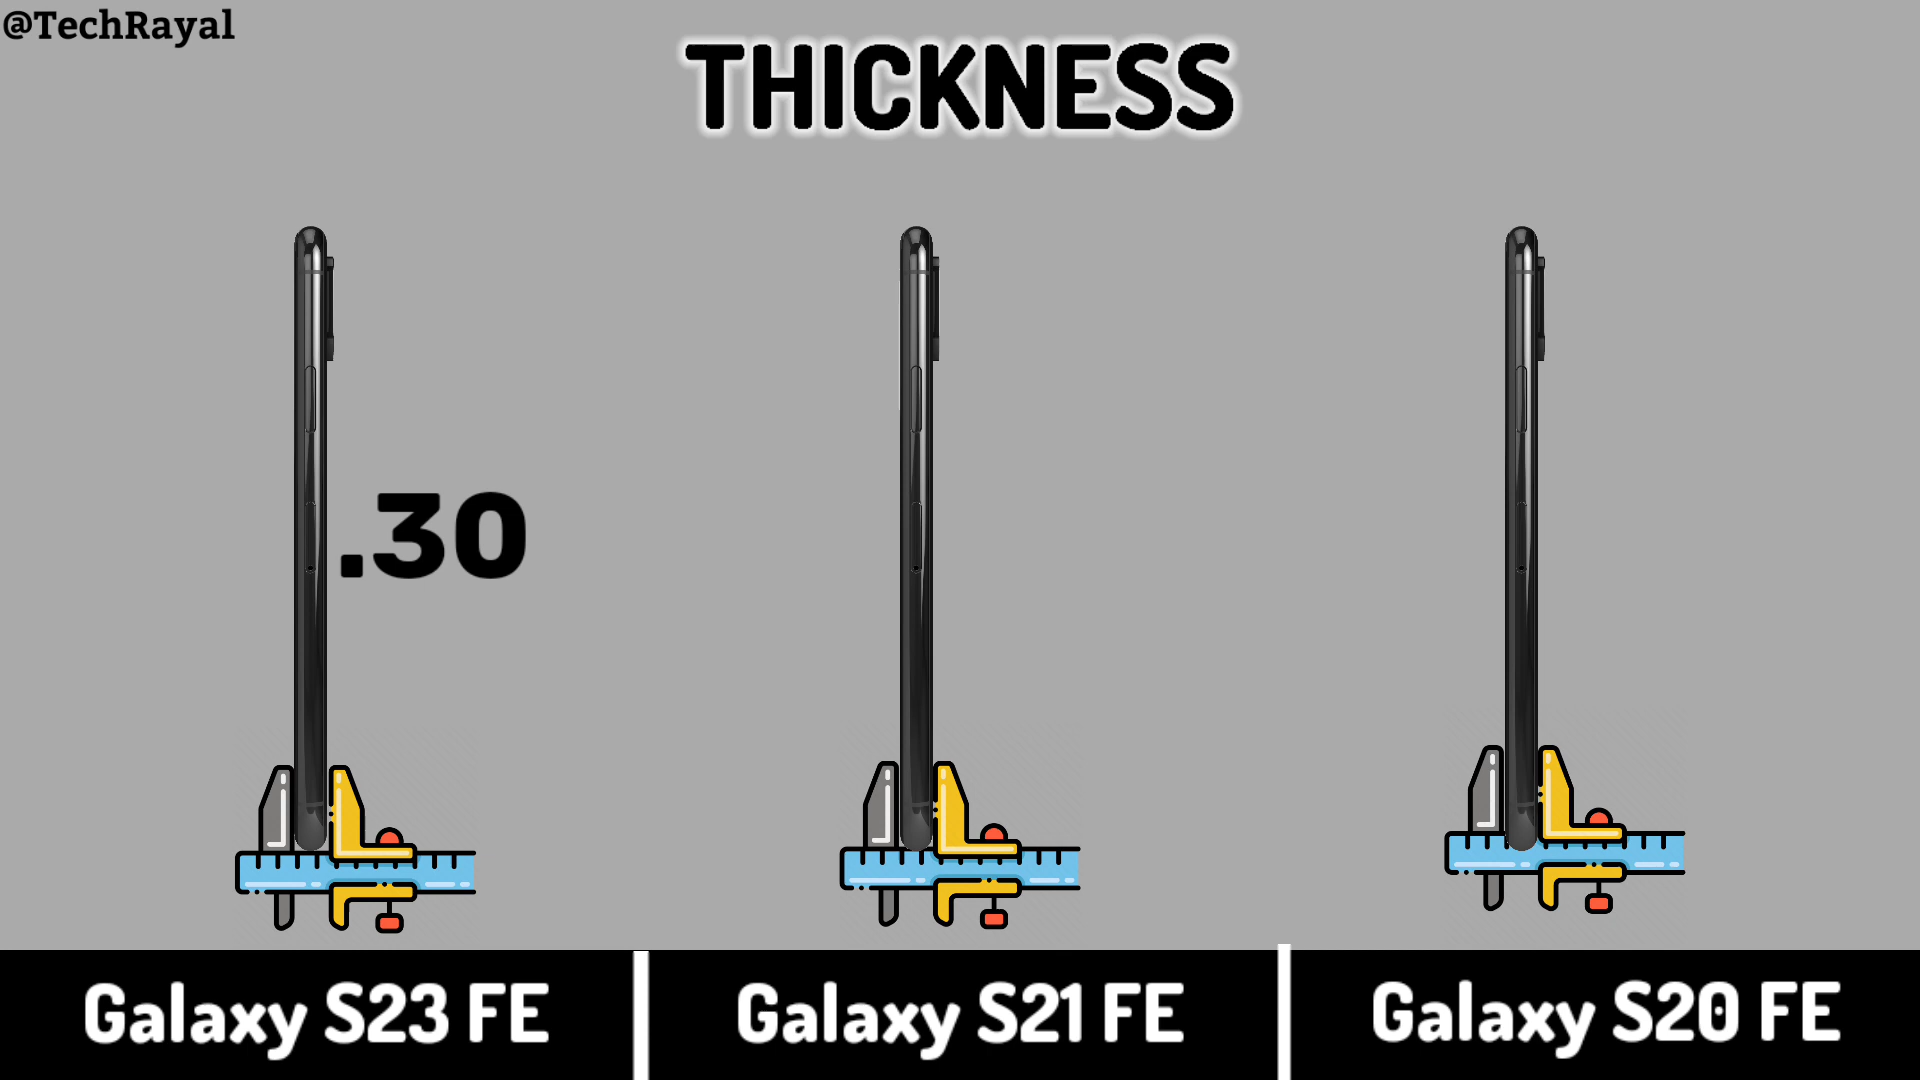 @TechRayal
THICKNESS
.30
Galaxy S23 FE
Galaxy S21 FE
Galaxy S20 FE